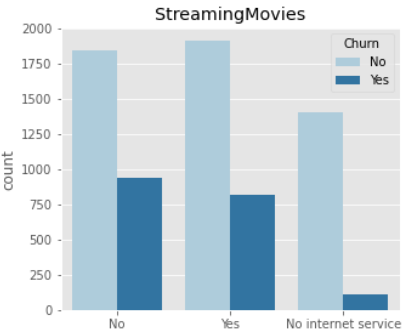 StreamingMovies
2000
1750
1500
1250
1000
750
500
250
0
count
Churn
No
Yes
No
Yes
No internet service